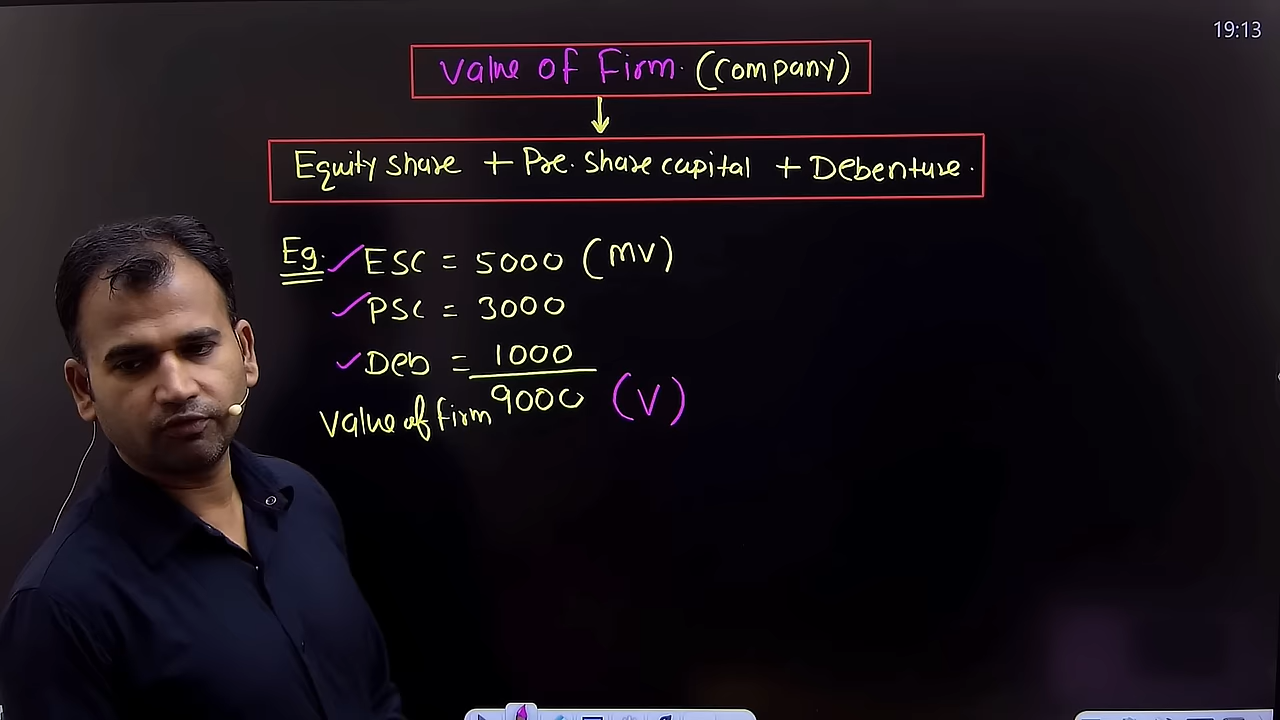 19:13
Value of Firm. (Company)
Equity share + Pre. Share capital + Debenture.
Eg. ESC = 5000 (MV)
PSC = 3000
Deb = 1000
Value of firm 9000 (V)